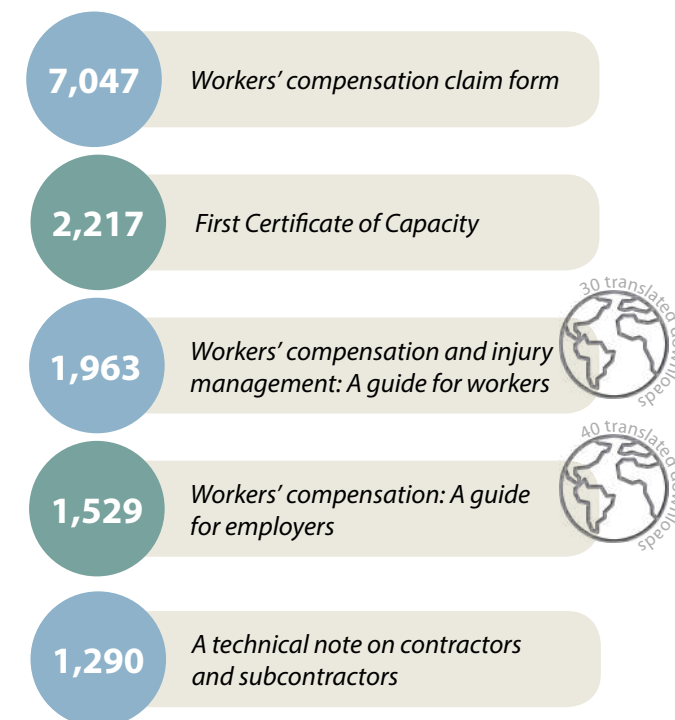 7,047
Workers’ compensation claim form
2,217
First Certificate of Capacity
30 translated downloads
1,963
Workers’ compensation and injury
management: A guide for workers
40 translated downloads
1,529
Workers’ compensation: A guide
for employers
1,290
A technical note on contractors
and subcontractors